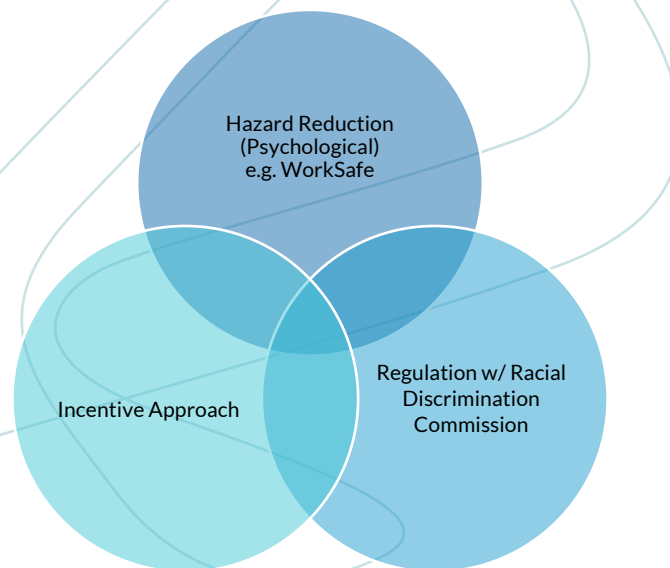 Hazard Reduction
(Psychological)
e.g. WorkSafe
Incentive Approach
Regulation w/ Racial
Discrimination
Commission